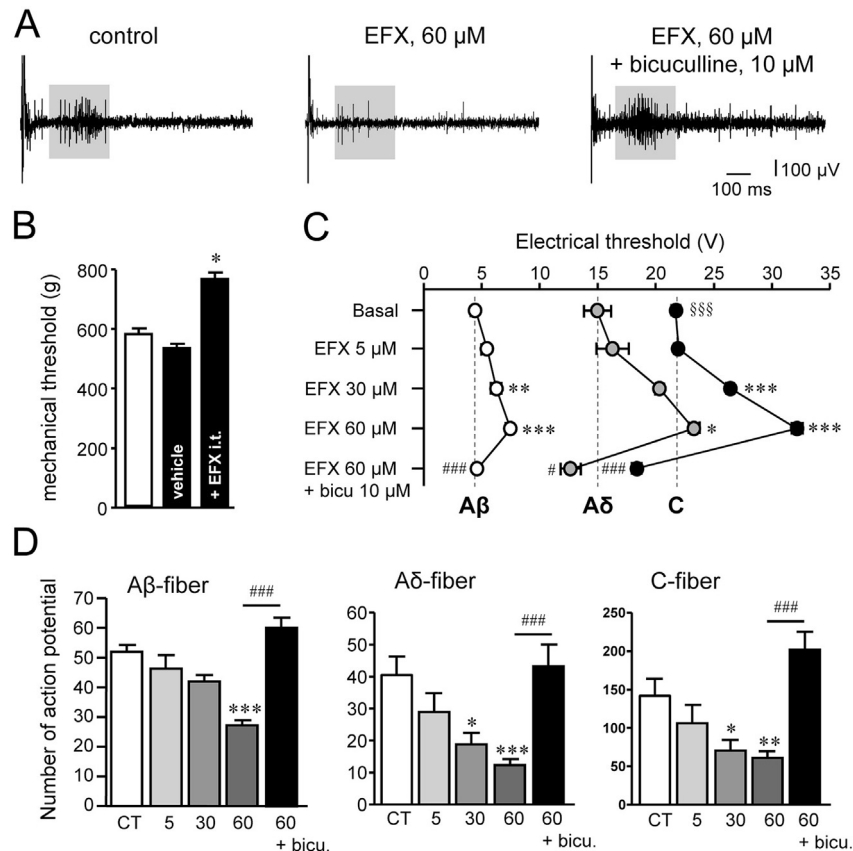 A
control
EFX, 60 µM
EFX, 60 µM
+ bicuculline, 10 µM
100 µV
100 ms
B
mechanical threshold (g)
800
600
400
200
0
*
vehicle
+ EFX i.t.
C
Electrical threshold (V)
0 5 10 15 20 25 30 35
Basal §§§
EFX 5 µM
EFX 30 µM ** ***
EFX 60 µM *** * ***
EFX 60 µM ### # ###
+ bicu 10 µM
Aβ Aδ C
D
Number of action potential
Aβ-fiber
70
60
50
40
30
20
10
0
***
###
CT 5 30 60 60
+ bicu.
Aδ-fiber
60
50
40
30
20
10
0
*
***
###
CT 5 30 60 60
+ bicu.
C-fiber
250
200
150
100
50
0
*
**
###
CT 5 30 60 60
+ bicu.